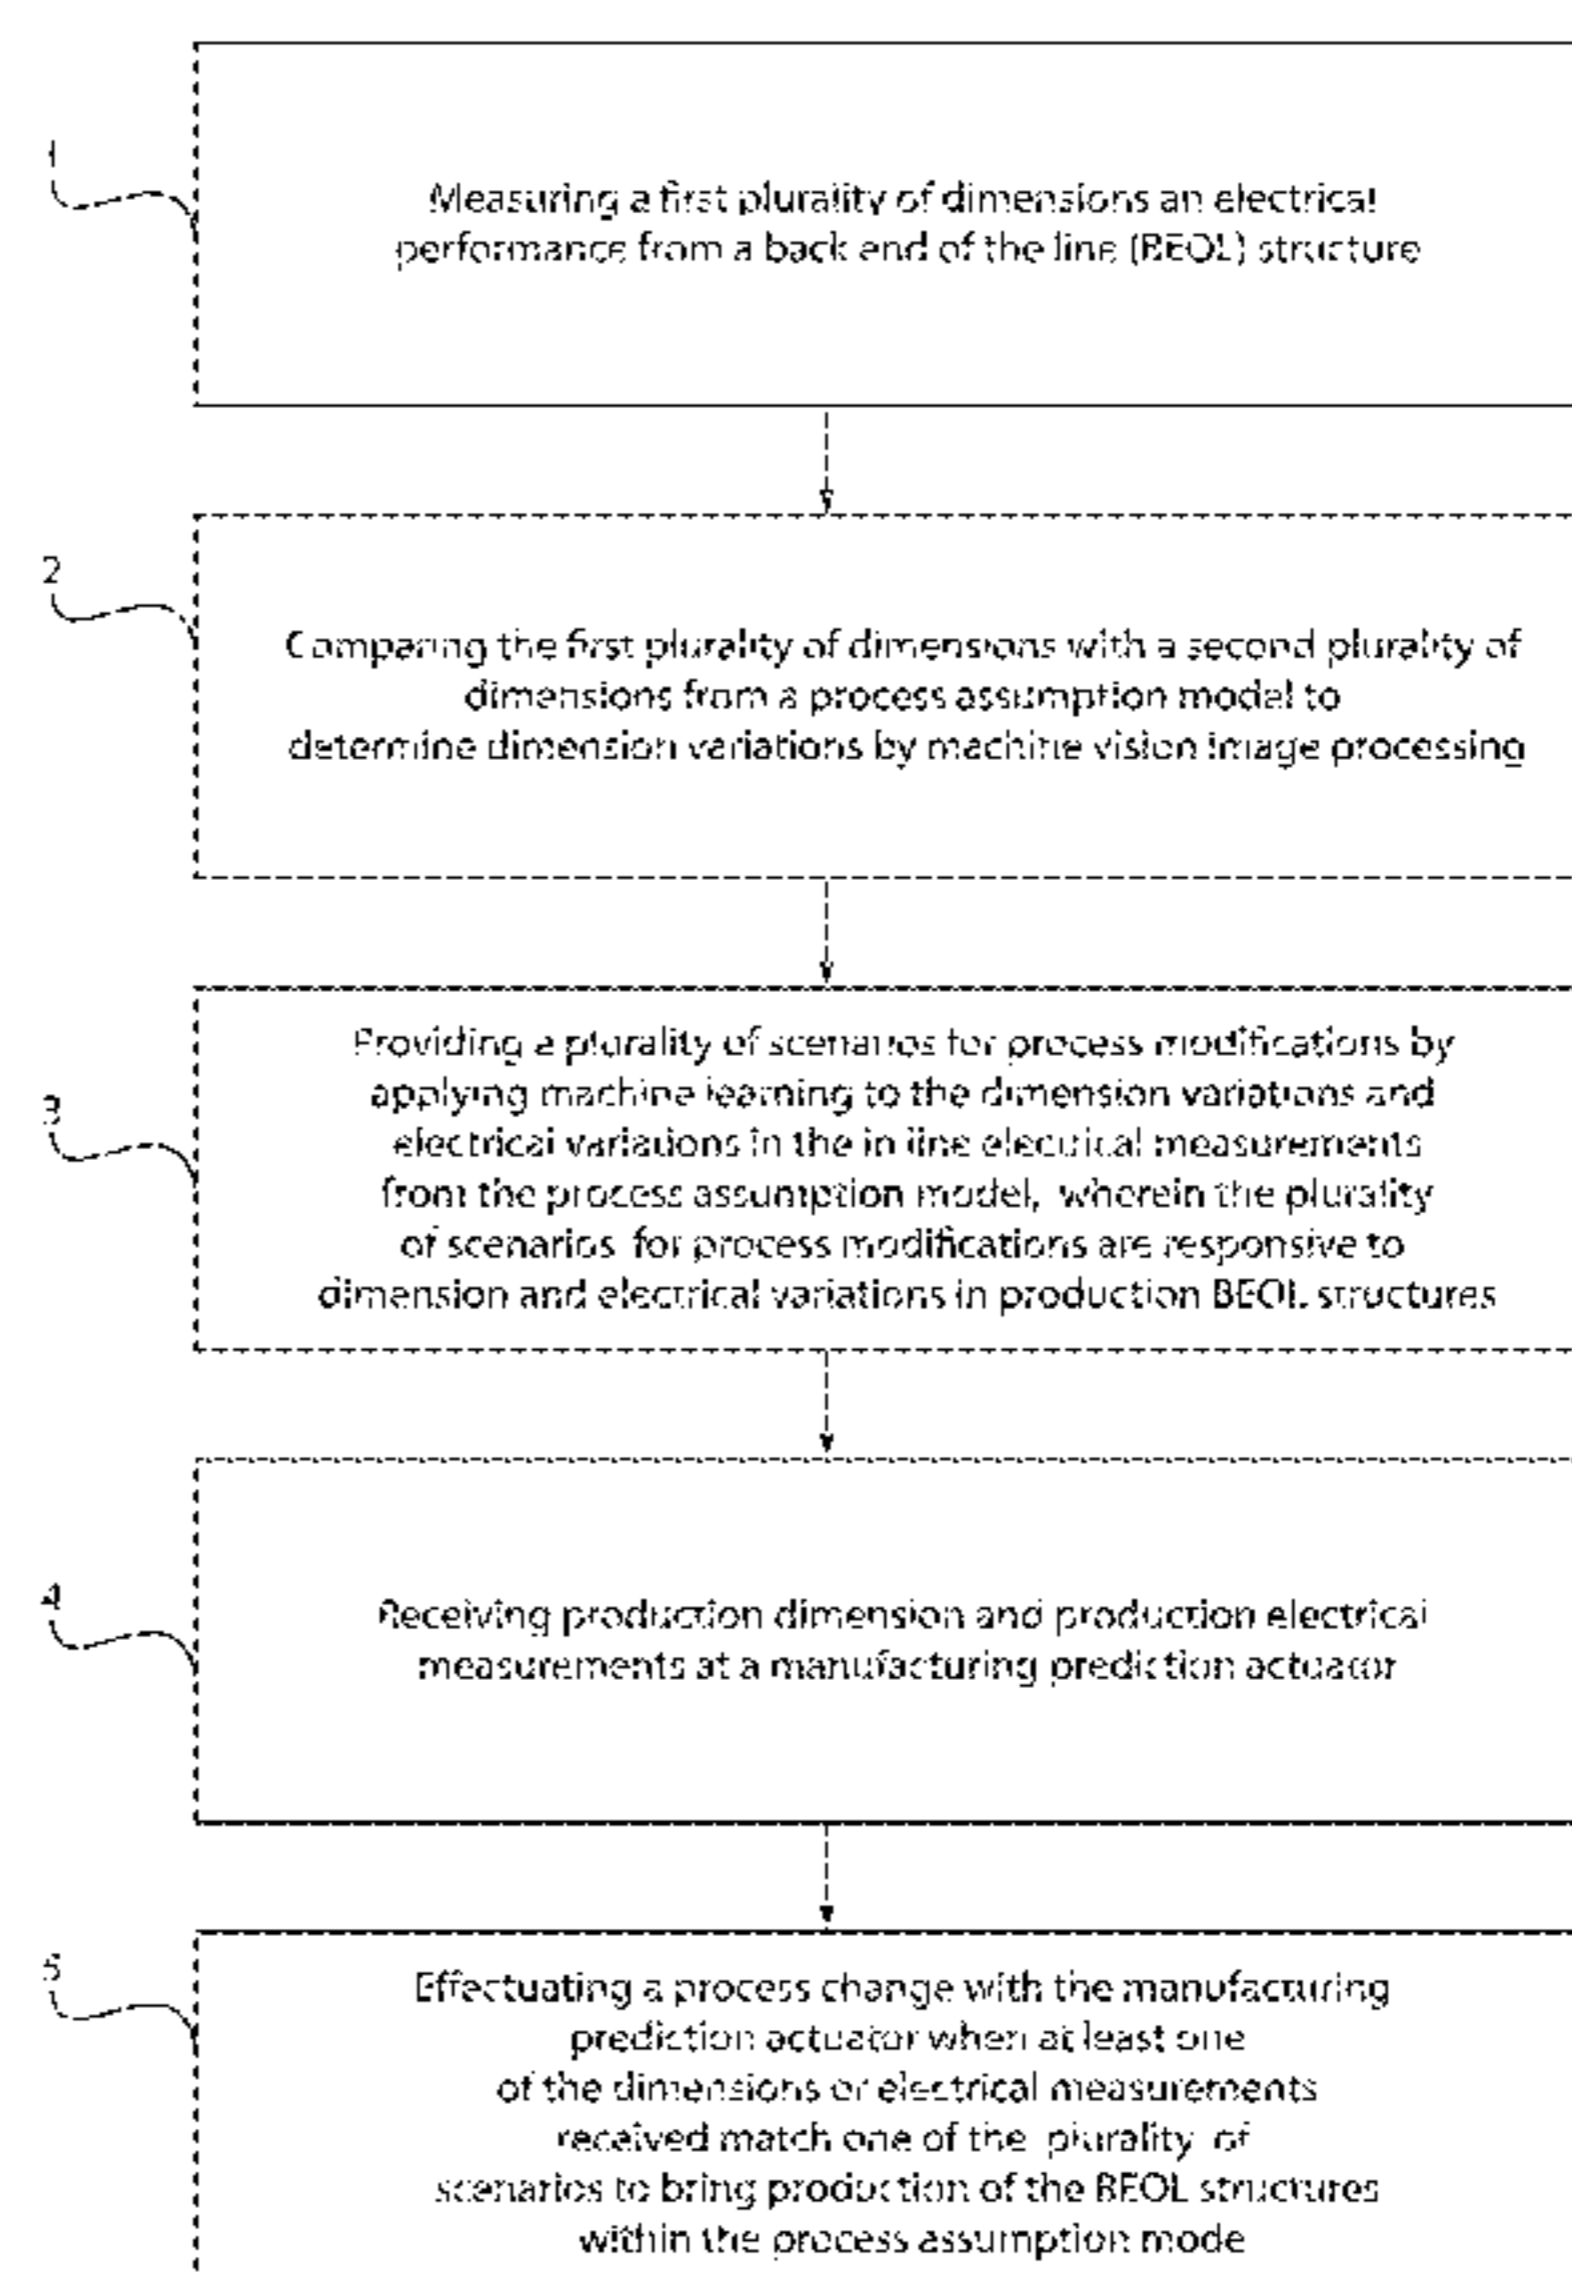 1
Measuring a first plurality of dimensions an electrical
performance from a back end of the line (BEOL) structure
2
Comparing the first plurality of dimensions with a second plurality of
dimensions from a process assumption model to
determine dimension variations by machine vision image processing
3
Providing a plurality of scenarios for process modifications by
applying machine learning to the dimension variations and
electrical variations in the in line electrical measurements
from the process assumption model, wherein the plurality
of scenarios for process modifications are responsive to
dimension and electrical variations in production BEOL structures
4
Receiving production dimension and production electrical
measurements at a manufacturing prediction actuator
5
Effectuating a process change with the manufacturing
prediction actuator when at least one
of the dimensions or electrical measurements
received match one of the plurality of
scenarios to bring production of the BEOL structures
within the process assumption mode